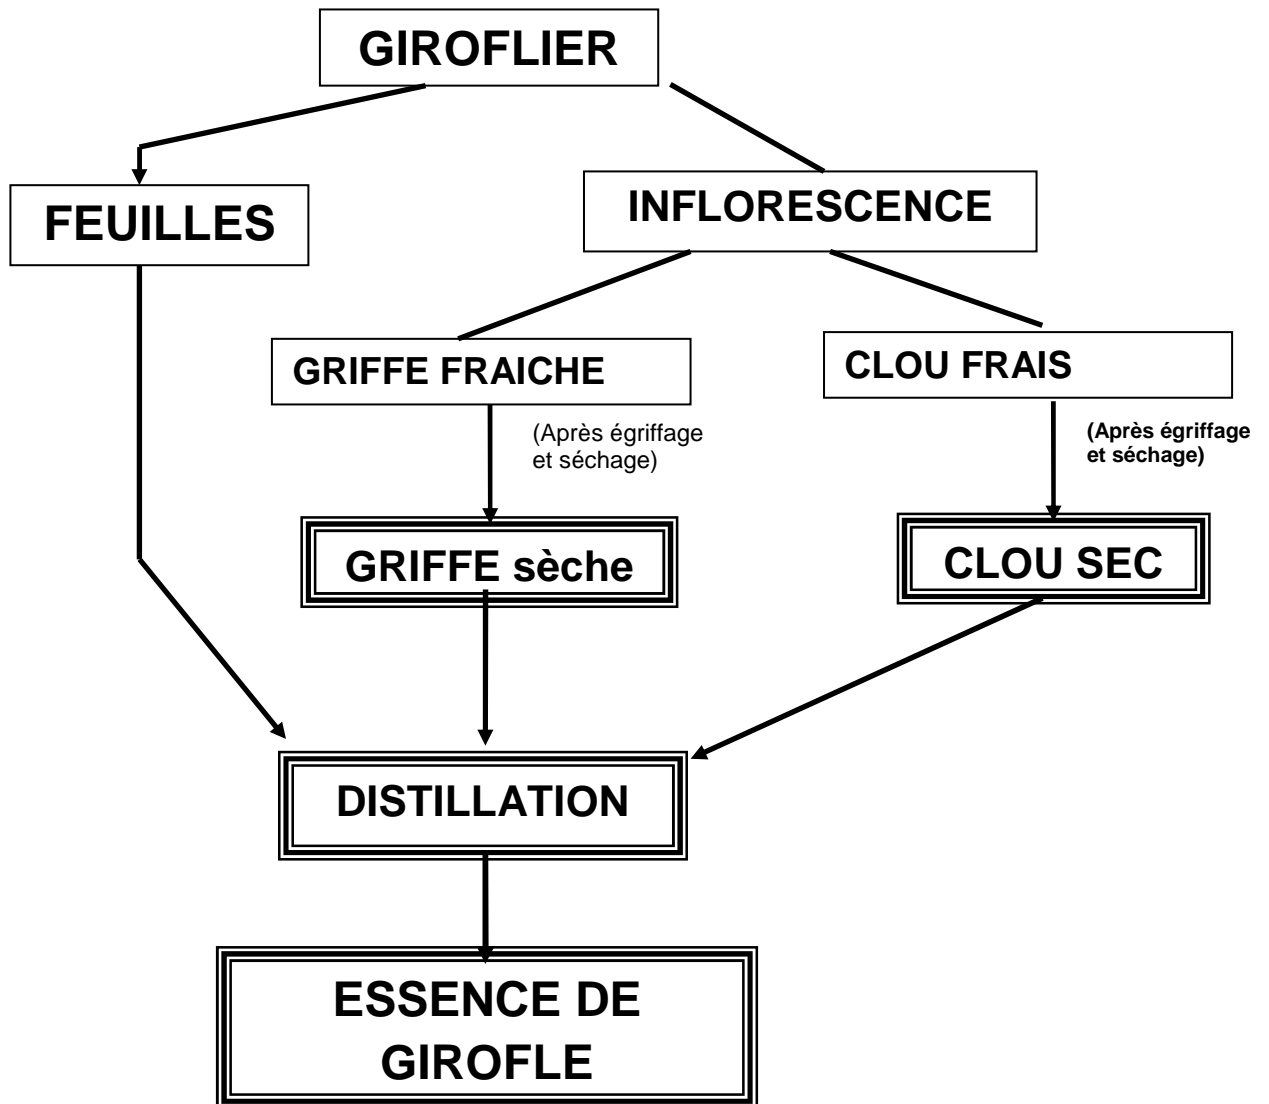 GIROFLIER
FEUILLES
INFLORESCENCE
GRIFFE FRAICHE
CLOU FRAIS
(Après égriffage
et séchage)
(Après égriffage
et séchage)
GRIFFE sèche
CLOU SEC
DISTILLATION
ESSENCE DE
GIROFLE